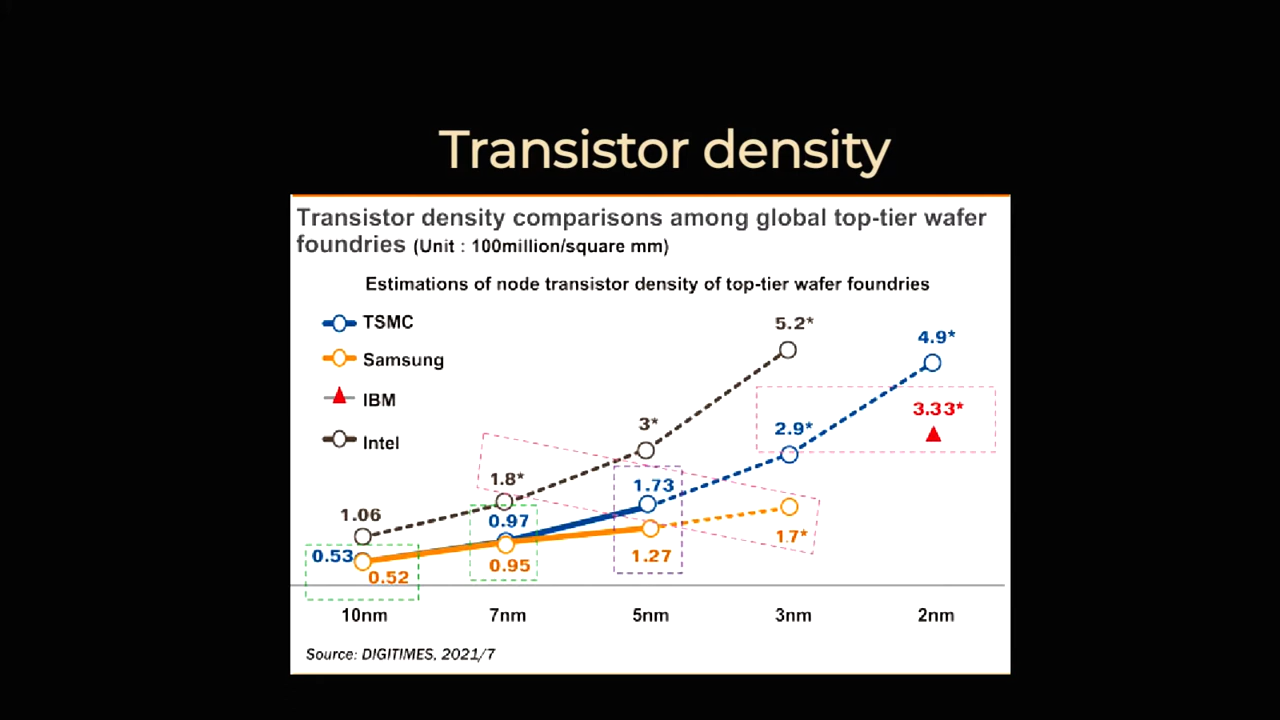 Transistor density
Transistor density comparisons among global top-tier wafer
foundries (Unit : 100million/square mm)
Estimations of node transistor density of top-tier wafer foundries
TSMC
Samsung
IBM
Intel
5.2*
4.9*
3.33*
2.9*
3*
1.8*
1.73
1.06
0.97
1.7*
0.53
1.27
0.95
0.52
10nm 7nm 5nm 3nm 2nm
Source: DIGITIMES, 2021/7